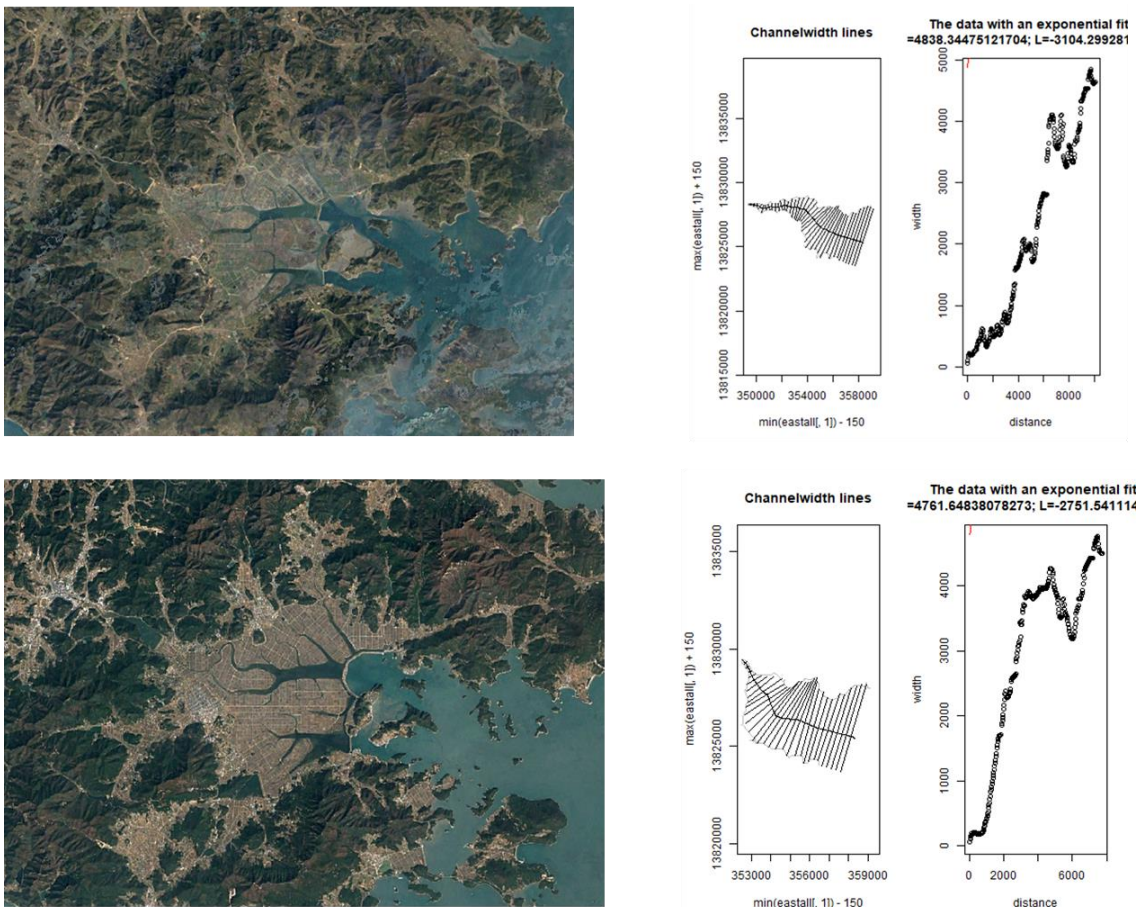 Channelwidth lines
max(eastall[, 1]) + 150
13835000
13830000
13825000
13820000
13815000
350000 354000 358000
min(eastall[, 1]) - 150
The data with an exponential fit
=4838.34475121704; L=-3104.299281
width
5000
4000
3000
2000
1000
0
0 4000 8000
distance
Channelwidth lines
max(eastall[, 1]) + 150
13835000
13830000
13825000
13820000
353000 356000 359000
min(eastall[, 1]) - 150
The data with an exponential fit
=4761.64838078273; L=-2751.541114
width
4000
3000
2000
1000
0
0 2000 6000
distance